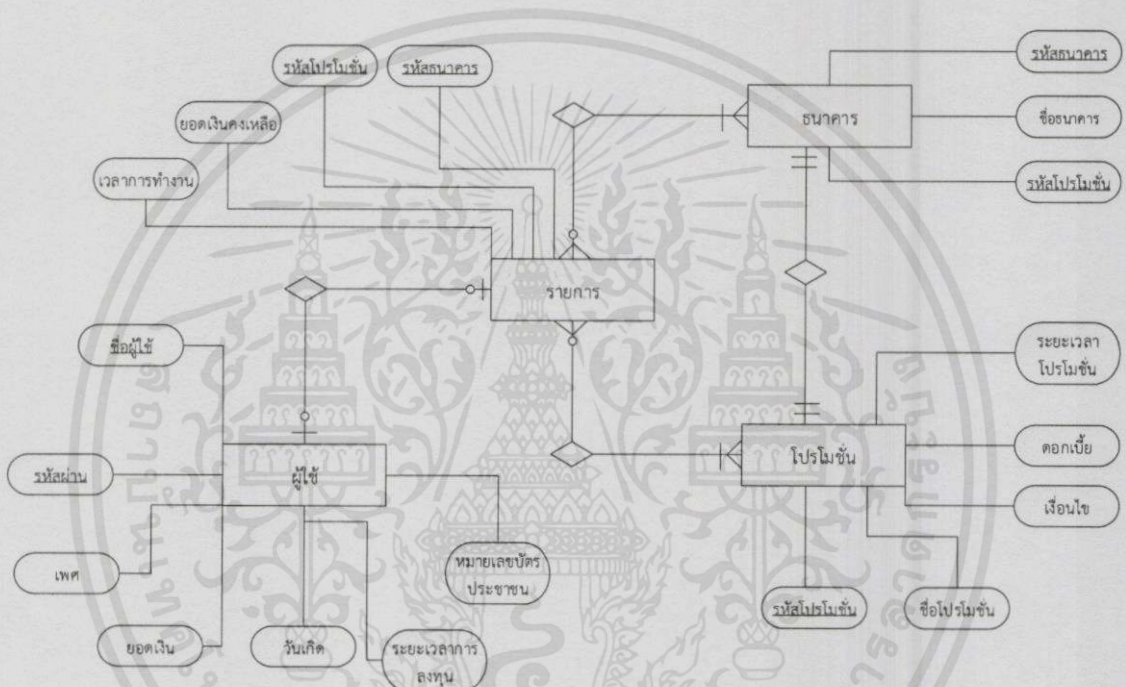 รหัสโปรโมชั่น
รหัสธนาคาร
ยอดเงินคงเหลือ
เวลาการทำงาน
รายการ
ธนาคาร
รหัสธนาคาร
ชื่อธนาคาร
รหัสโปรโมชั่น
ชื่อผู้ใช้
รหัสผ่าน
เพศ
ยอดเงิน
วันเกิด
ระยะเวลาการ
ลงทุน
หมายเลขบัตร
ประชาชน
ผู้ใช้
โปรโมชั่น
ระยะเวลา
โปรโมชั่น
ดอกเบี้ย
เงื่อนไข
รหัสโปรโมชั่น
ชื่อโปรโมชั่น